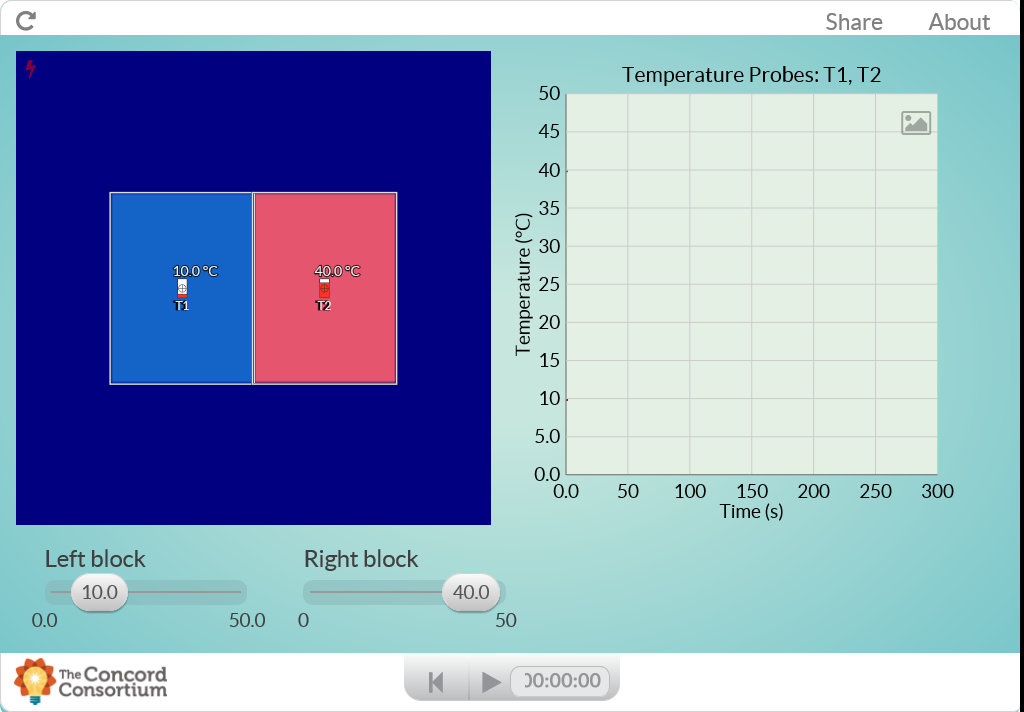 Share About
Temperature Probes: T1, T2
50
45
40
35
30
25
20
15
10
5.0
0.0
Temperature (°C)
0.0 50 100 150 200 250 300
Time (s)
10.0 °C
T1
40.0 °C
T2
Left block
10.0
0.0 50.0
Right block
40.0
0 50
The Concord
Consortium
00:00:00